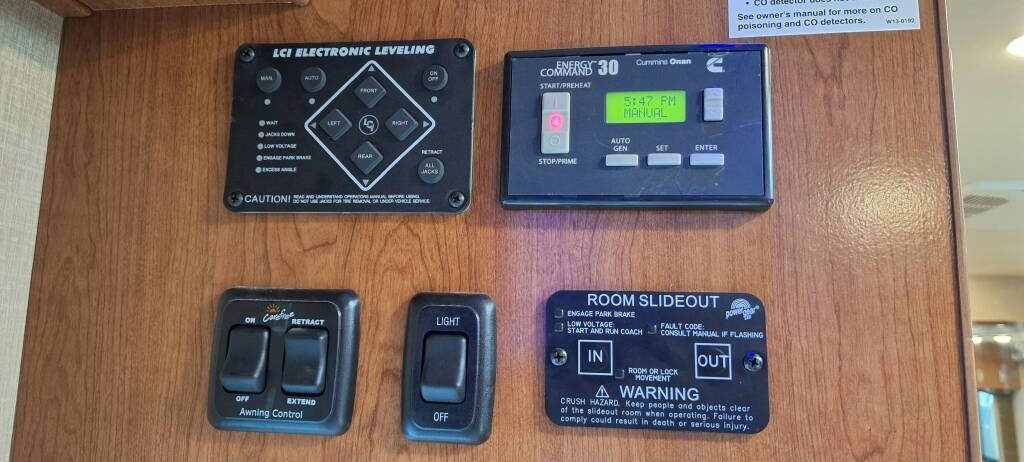 • CO detector does not
See owner's manual for more on CO
poisoning and CO detectors.
W13-0192
LCI ELECTRONIC LEVELING
MAN.
AUTO
FRONT
ON
OFF
LEFT
LCI
RIGHT
REAR
WAIT
JACKS DOWN
LOW VOLTAGE
ENGAGE PARK BRAKE
EXCESS ANGLE
RETRACT
ALL
JACKS
CAUTION! READ AND UNDERSTAND OPERATORS MANUAL BEFORE USING.
DO NOT USE JACKS FOR TIRE REMOVAL OR UNDER VEHICLE SERVICE.
ENERGY™
COMMAND 30
Cummins Onan
START/PREHEAT
5:47 PM
MANUAL
STOP/PRIME
AUTO
GEN
SET
ENTER
Carefree
ON
RETRACT
OFF
EXTEND
Awning Control
LIGHT
OFF
ROOM SLIDEOUT
powergear
ENGAGE PARK BRAKE
LOW VOLTAGE:
START AND RUN COACH
FAULT CODE:
CONSULT MANUAL IF FLASHING
IN
OUT
ROOM OR LOCK
MOVEMENT
WARNING
CRUSH HAZARD. Keep people and objects clear
of the slideout room when operating. Failure to
comply could result in death or serious injury.